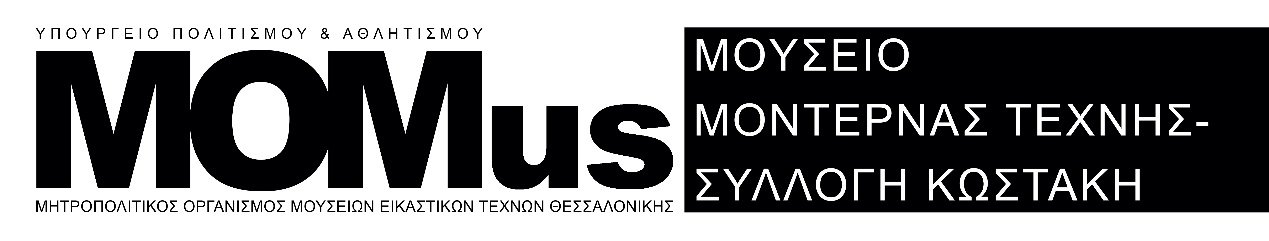 ΥΠΟΥΡΓΕΙΟ ΠΟΛΙΤΙΣΜΟΥ & ΑΘΛΗΤΙΣΜΟΥ
MOMus
ΜΗΤΡΟΠΟΛΙΤΙΚΟΣ ΟΡΓΑΝΙΣΜΟΣ ΜΟΥΣΕΙΩΝ ΕΙΚΑΣΤΙΚΩΝ ΤΕΧΝΩΝ ΘΕΣΣΑΛΟΝΙΚΗΣ
ΜΟΥΣΕΙΟ
ΜΟΝΤΕΡΝΑΣ ΤΕΧΝΗΣ-
ΣΥΛΛΟΓΗ ΚΩΣΤΑΚΗ